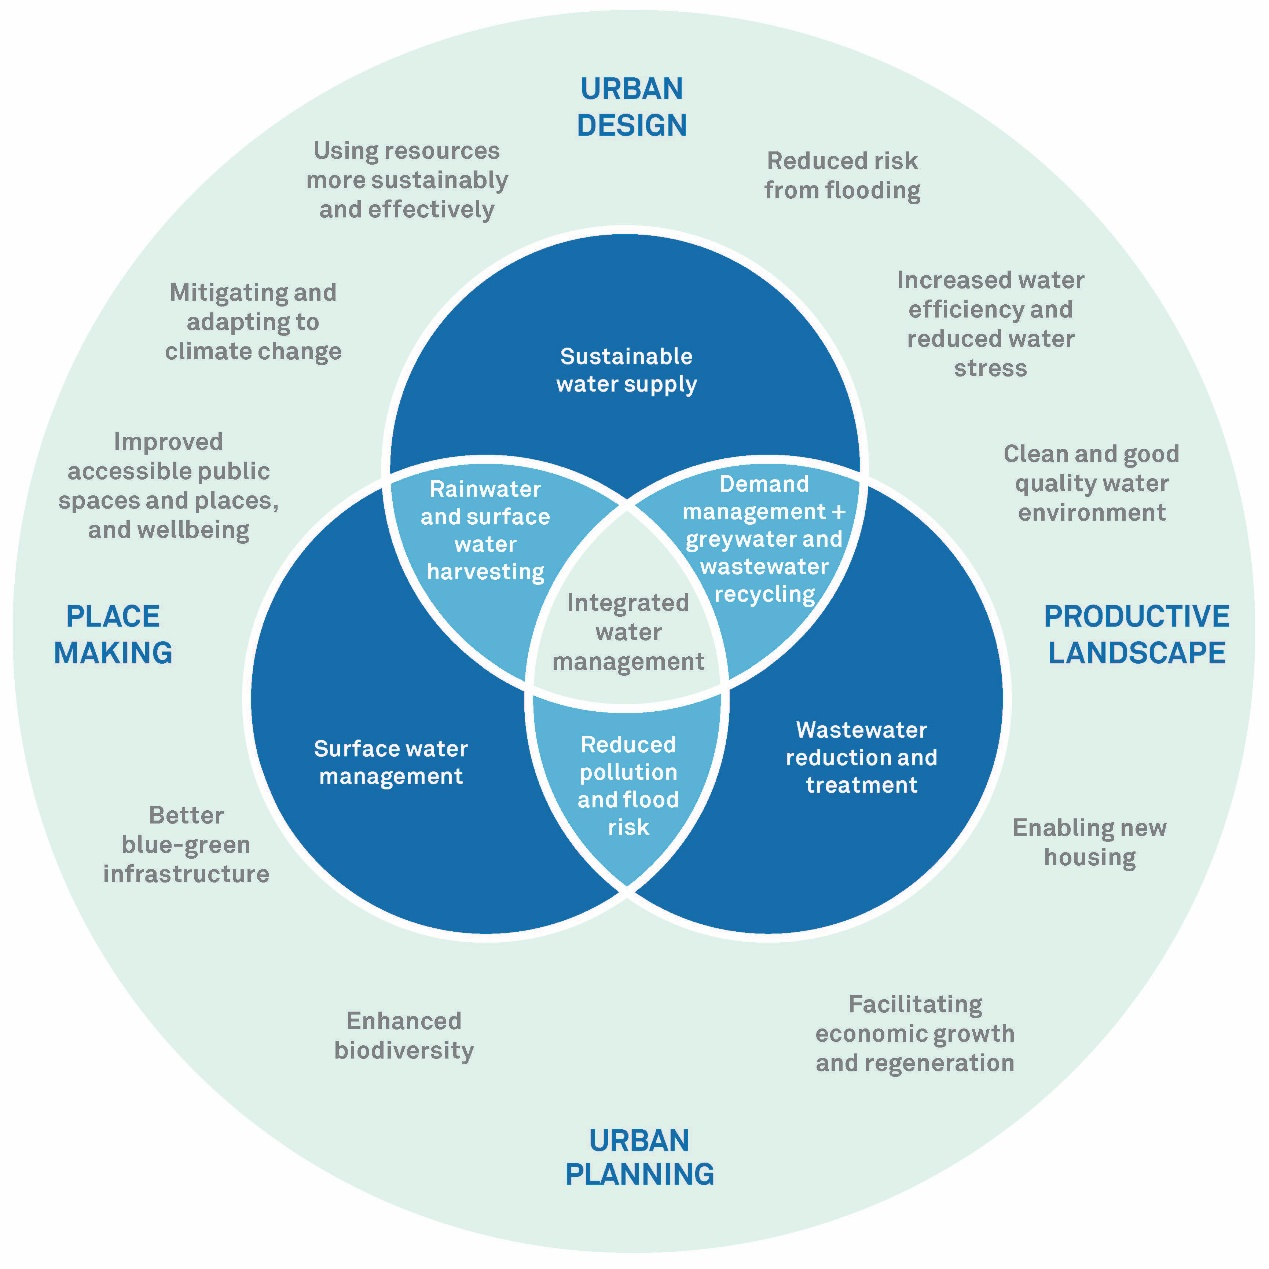 URBAN
DESIGN
Using resources
more sustainably
and effectively
Reduced risk
from flooding
Mitigating and
adapting to
climate change
Increased water
efficiency and
reduced water
stress
Sustainable
water supply
Improved
accessible public
spaces and places,
and wellbeing
Clean and good
quality water
environment
Rainwater
and surface
water
harvesting
Demand
management +
greywater and
wastewater
recycling
Integrated
water
management
PLACE
MAKING
PRODUCTIVE
LANDSCAPE
Surface water
management
Reduced
pollution
and flood
risk
Wastewater
reduction and
treatment
Better
blue-green
infrastructure
Enabling new
housing
Enhanced
biodiversity
Facilitating
economic growth
and regeneration
URBAN
PLANNING